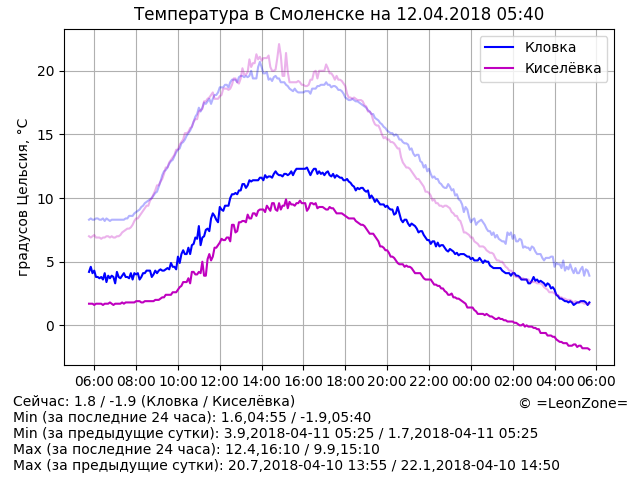 Температура в Смоленске на 12.04.2018 05:40
Кловка
Киселёвка
градусов Цельсия, °C
20
15
10
5
0
06:00 08:00 10:00 12:00 14:00 16:00 18:00 20:00 22:00 00:00 02:00 04:00 06:00
Сейчас: 1.8 / -1.9 (Кловка / Киселёвка)
© =LeonZone=
Min (за последние 24 часа): 1.6,04:55 / -1.9,05:40
Min (за предыдущие сутки): 3.9,2018-04-11 05:25 / 1.7,2018-04-11 05:25
Max (за последние 24 часа): 12.4,16:10 / 9.9,15:10
Max (за предыдущие сутки): 20.7,2018-04-10 13:55 / 22.1,2018-04-10 14:50